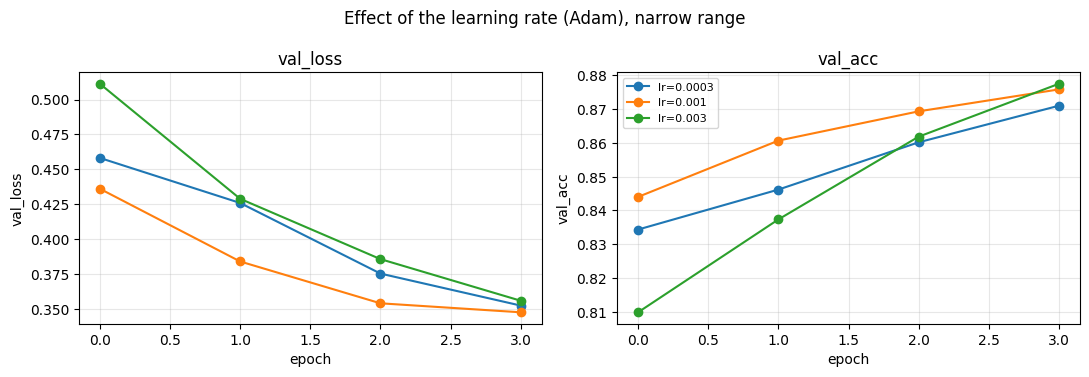 Effect of the learning rate (Adam), narrow range
val_loss
val_loss
0.500
0.475
0.450
0.425
0.400
0.375
0.350
0.0 0.5 1.0 1.5 2.0 2.5 3.0
epoch
val_acc
lr=0.0003
lr=0.001
lr=0.003
val_acc
0.88
0.87
0.86
0.85
0.84
0.83
0.82
0.81
0.0 0.5 1.0 1.5 2.0 2.5 3.0
epoch